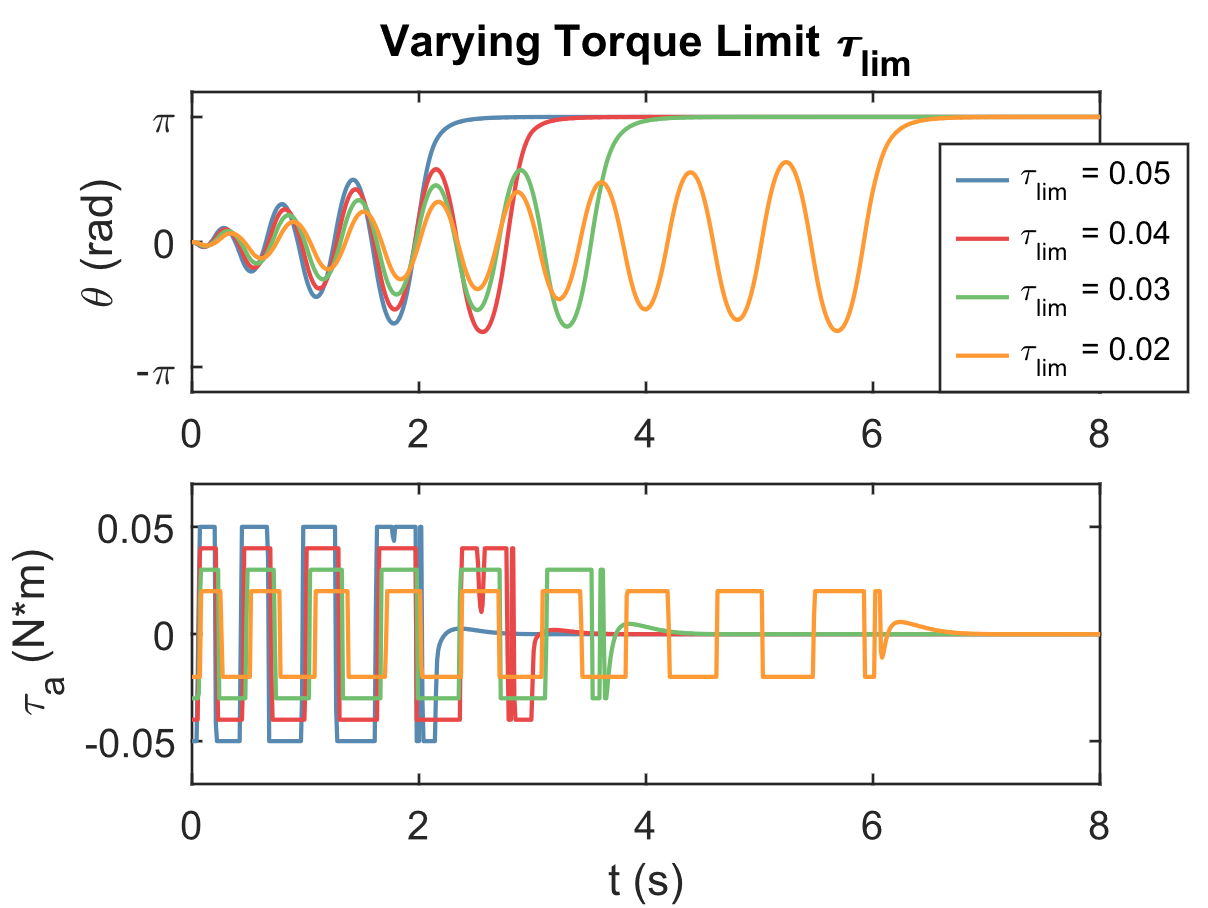 Varying Torque Limit τlim
π
0
-π
θ (rad)
0 2 4 6 8
τlim = 0.05
τlim = 0.04
τlim = 0.03
τlim = 0.02
0.05
0
-0.05
τa (N*m)
0 2 4 6 8
t (s)